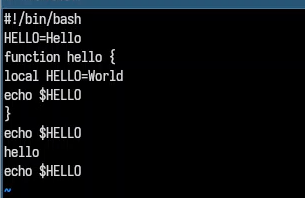 #!/bin/bash
HELLO=Hello
function hello {
local HELLO=World
echo $HELLO
}
echo $HELLO
hello
echo $HELLO
~